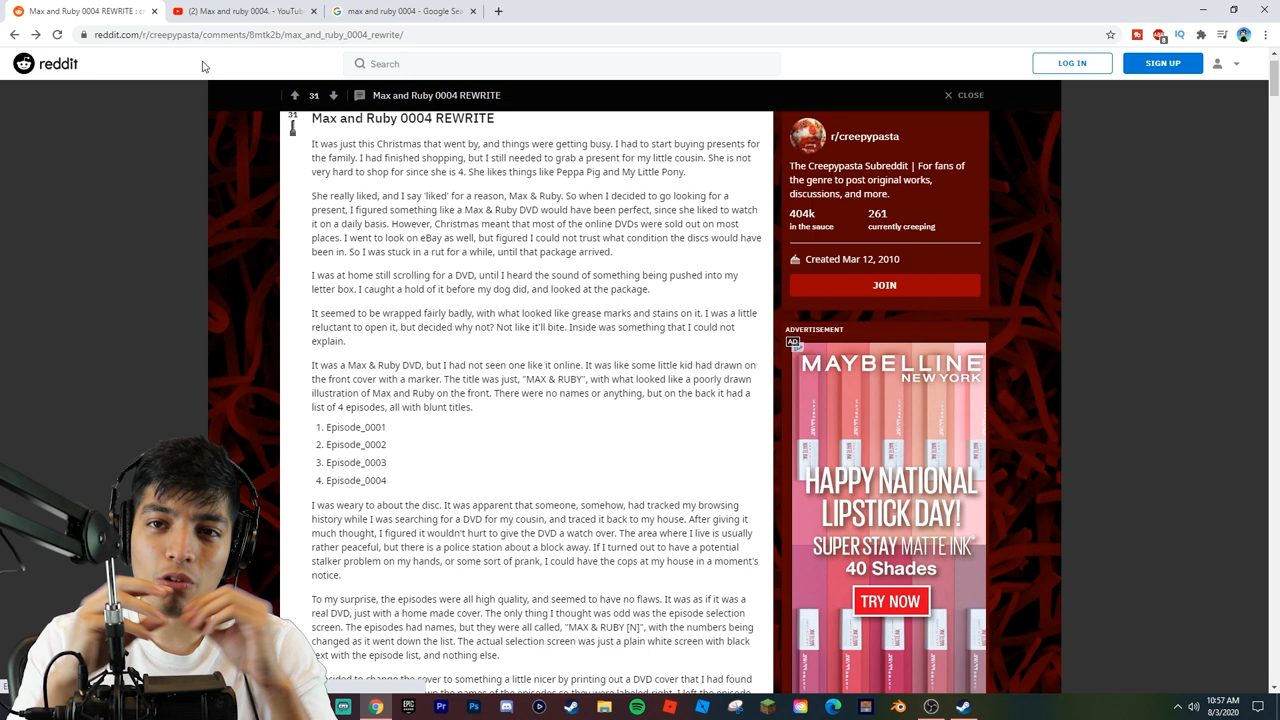 Max and Ruby 0004 REWRITE : cr
(2) Max and ruby 0004. - YouTub
max and ruby 0004 - Google Sea
reddit.com/r/creepypasta/comments/8mtk2b/max_and_ruby_0004_rewrite/
reddit
Search
LOG IN
SIGN UP
31
Max and Ruby 0004 REWRITE
CLOSE
31
Max and Ruby 0004 REWRITE
It was just this Christmas that went by, and things were getting busy. I had to start buying presents for
the family. I had finished shopping, but I still needed to grab a present for my little cousin. She is not
very hard to shop for since she is 4. She likes things like Peppa Pig and My Little Pony.
She really liked, and I say 'liked' for a reason, Max & Ruby. So when I decided to go looking for a
present, I figured something like a Max & Ruby DVD would have been perfect, since she liked to watch
it on a daily basis. However, Christmas meant that most of the online DVDs were sold out on most
places. I went to look on eBay as well, but figured I could not trust what condition the discs would have
been in. So I was stuck in a rut for a while, until that package arrived.
I was at home still scrolling for a DVD, until I heard the sound of something being pushed into my
letter box. I caught a hold of it before my dog did, and looked at the package.
It seemed to be wrapped fairly badly, with what looked like grease marks and stains on it. I was a little
reluctant to open it, but decided why not? Not like it'll bite. Inside was something that I could not
explain.
It was a Max & Ruby DVD, but I had not seen one like it online. It was like some little kid had drawn on
the front cover with a marker. The title was just, "MAX & RUBY", with what looked like a poorly drawn
illustration of Max and Ruby on the front. There were no names or anything, but on the back it had a
list of 4 episodes, all with blunt titles.
1. Episode_0001
2. Episode_0002
3. Episode_0003
4. Episode_0004
I was weary to about the disc. It was apparent that someone, somehow, had tracked my browsing
history while I was searching for a DVD for my cousin, and traced it back to my house. After giving it
much thought, I figured it wouldn't hurt to give the DVD a watch over. The area where I live is usually
rather peaceful, but there is a police station about a block away. If I turned out to have a potential
stalker problem on my hands, or some sort of prank, I could have the cops at my house in a moment's
notice.
To my surprise, the episodes were all high quality, and seemed to have no flaws. It was as if it was a
real DVD, just with a home made cover. The only thing I thought was odd was the episode selection
screen. The episodes had names, but they were all called, "MAX & RUBY [N]", with the numbers being
changed as it went down the list. The actual selection screen was just a plain white screen with black
text with the episode list, and nothing else.
over to something a little nicer by printing out a DVD cover that I had found
r/creepypasta
The Creepypasta Subreddit | For fans of
the genre to post original works,
discussions, and more.
404k
261
in the sauce
currently creeping
Created Mar 12, 2010
JOIN
ADVERTISEMENT
AD
MAYBELLINE
NEW YORK
HAPPY NATIONAL
LIPSTICK DAY!
SUPER STAY MATTE INK
40 Shades
TRY NOW
10:57 AM
8/3/2020